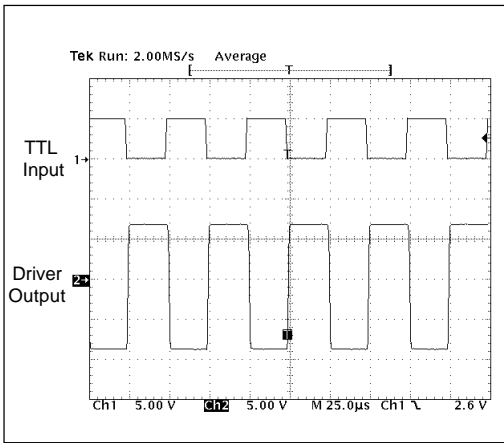 Tek Run: 2.00MS/s Average
[ T ]
TTL
Input
1→
T
Driver
Output
2→
T
Ch1 5.00 V Ch2 5.00 V M 25.0µs Ch1 2.6 V